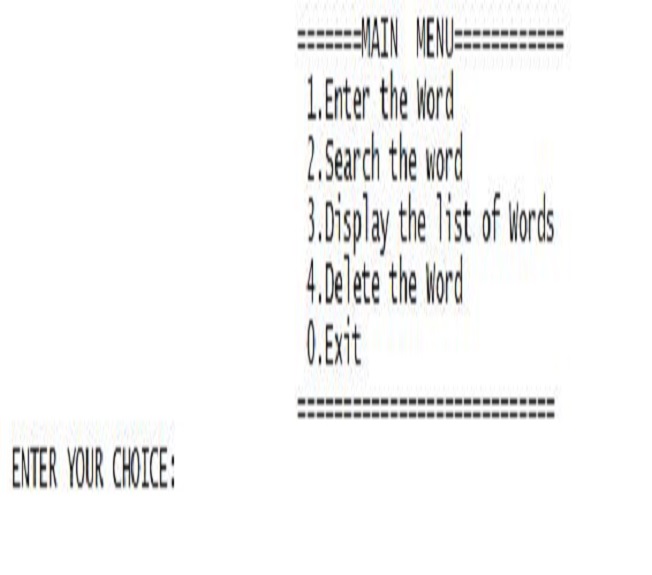 =======MAIN  MENU============
1.Enter the Word
2.Search the word
3.Display the list of Words
4.Delete the Word
0.Exit
============================
ENTER YOUR CHOICE: